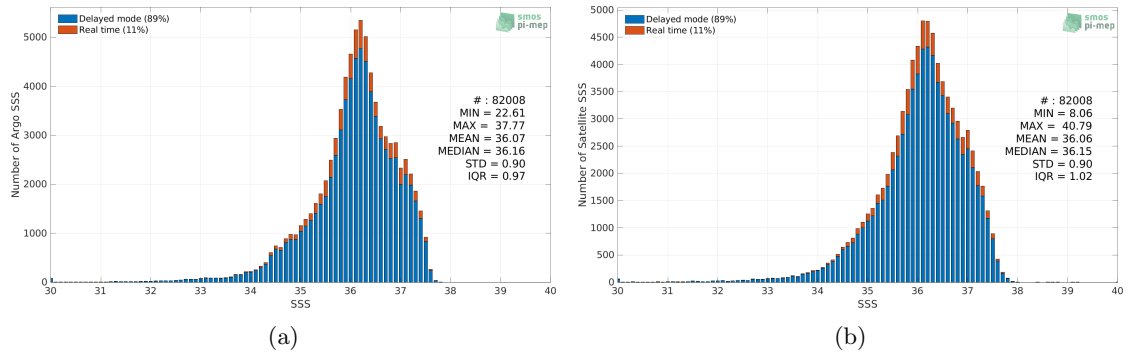 Delayed mode (89%)
Real time (11%)
smos
pi-mep
Number of Argo SSS
5000
4000
3000
2000
1000
0
# : 82008
MIN = 22.61
MAX = 37.77
MEAN = 36.07
MEDIAN = 36.16
STD = 0.90
IQR = 0.97
30 31 32 33 34 35 36 37 38 39 40
SSS
(a)
Delayed mode (89%)
Real time (11%)
smos
pi-mep
Number of Satellite SSS
5000
4500
4000
3500
3000
2500
2000
1500
1000
500
0
# : 82008
MIN = 8.06
MAX = 40.79
MEAN = 36.06
MEDIAN = 36.15
STD = 0.90
IQR = 1.02
30 31 32 33 34 35 36 37 38 39 40
SSS
(b)